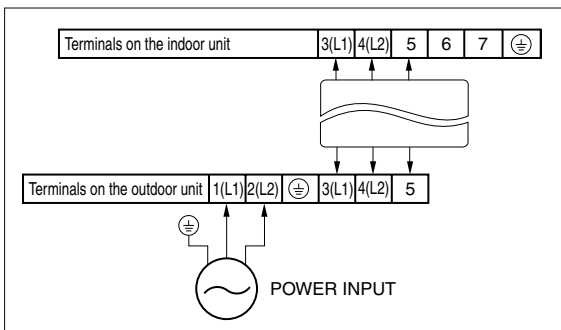 Terminals on the indoor unit 3(L1) 4(L2) 5 6 7
Terminals on the outdoor unit 1(L1) 2(L2) 3(L1) 4(L2) 5
POWER INPUT